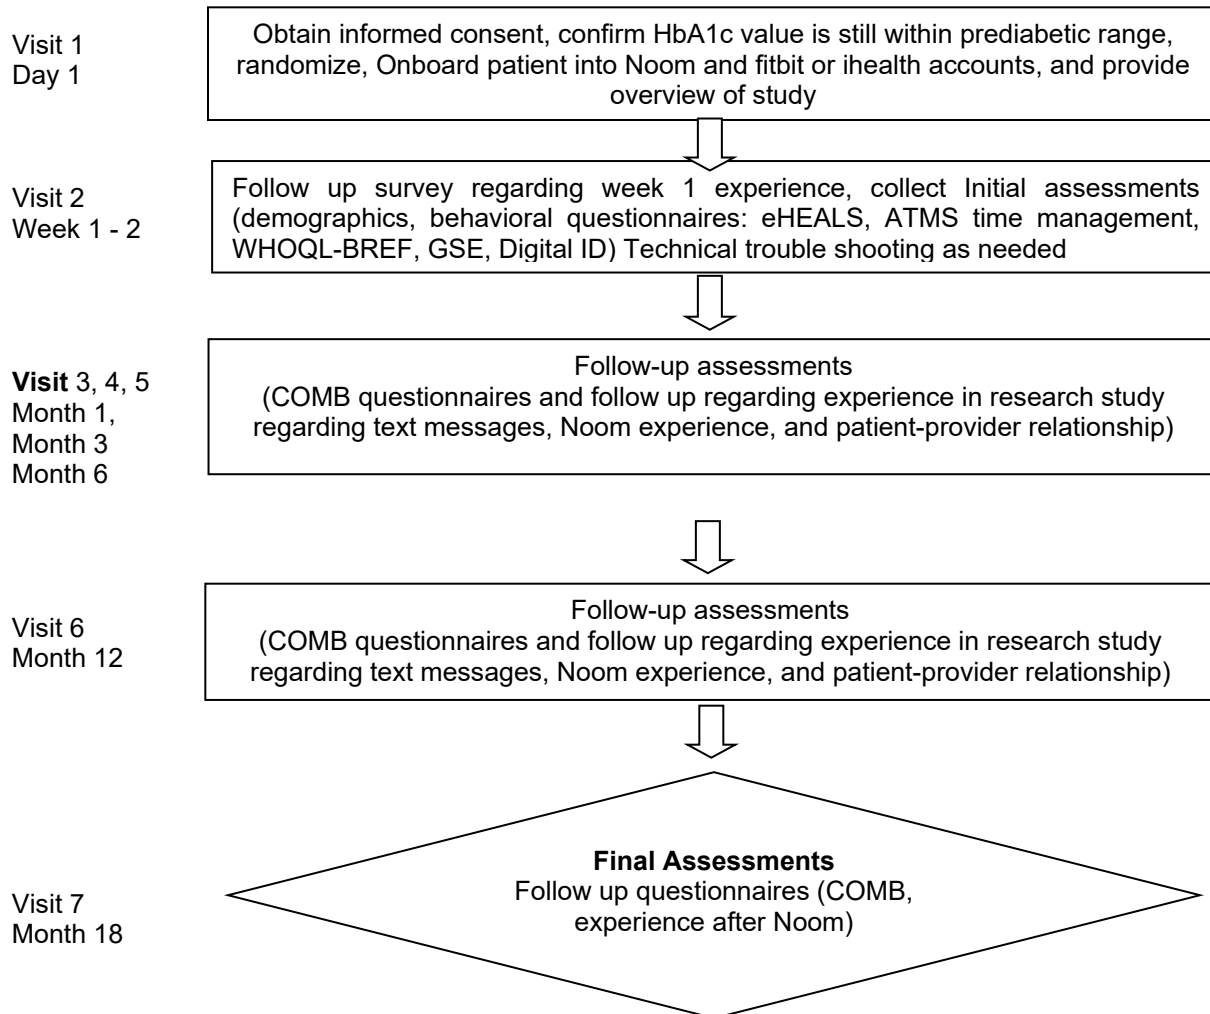 Visit 1
Day 1
Obtain informed consent, confirm HbA1c value is still within prediabetic range,
randomize, Onboard patient into Noom and fitbit or ihealth accounts, and provide
overview of study
Visit 2
Week 1 - 2
Follow up survey regarding week 1 experience, collect Initial assessments
(demographics, behavioral questionnaires: eHEALS, ATMS time management,
WHOQL-BREF, GSE, Digital ID) Technical trouble shooting as needed
Visit 3, 4, 5
Month 1,
Month 3
Month 6
Follow-up assessments
(COMB questionnaires and follow up regarding experience in research study
regarding text messages, Noom experience, and patient-provider relationship)
Visit 6
Month 12
Follow-up assessments
(COMB questionnaires and follow up regarding experience in research study
regarding text messages, Noom experience, and patient-provider relationship)
Visit 7
Month 18
Final Assessments
Follow up questionnaires (COMB,
experience after Noom)